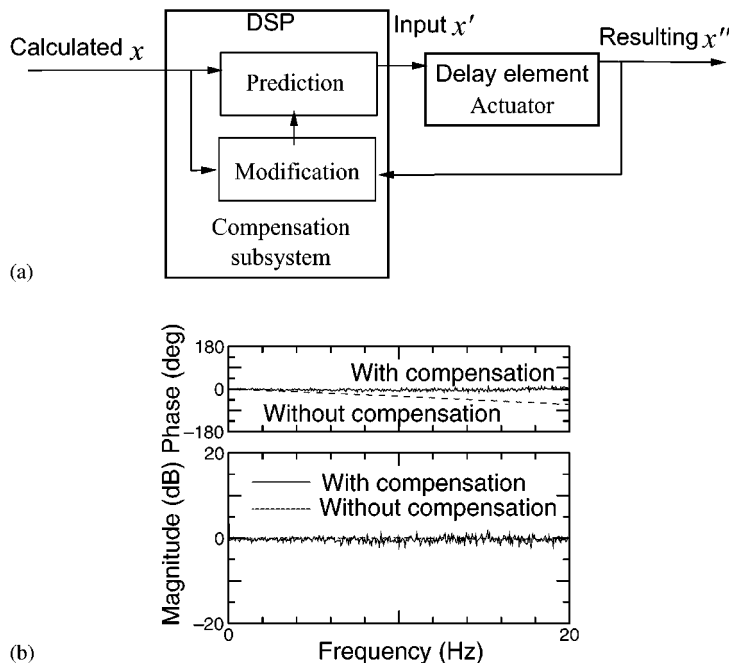 DSP
Input x′
Calculated x
Resulting x″
Prediction
Delay element
Actuator
Modification
Compensation
subsystem
(a)
180
With compensation
0
Without compensation
−180
Phase (deg)
20
With compensation
Without compensation
0
−20
Magnitude (dB)
0
20
Frequency (Hz)
(b)